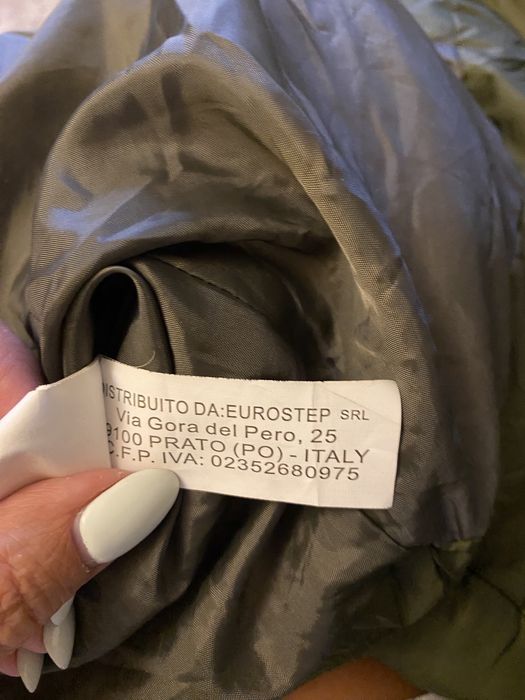 ISTRIBUITO DA:EUROSTEP SRL
Via Gora del Pero, 25
9100 PRATO (PO) - ITALY
C.F.P. IVA: 02352680975